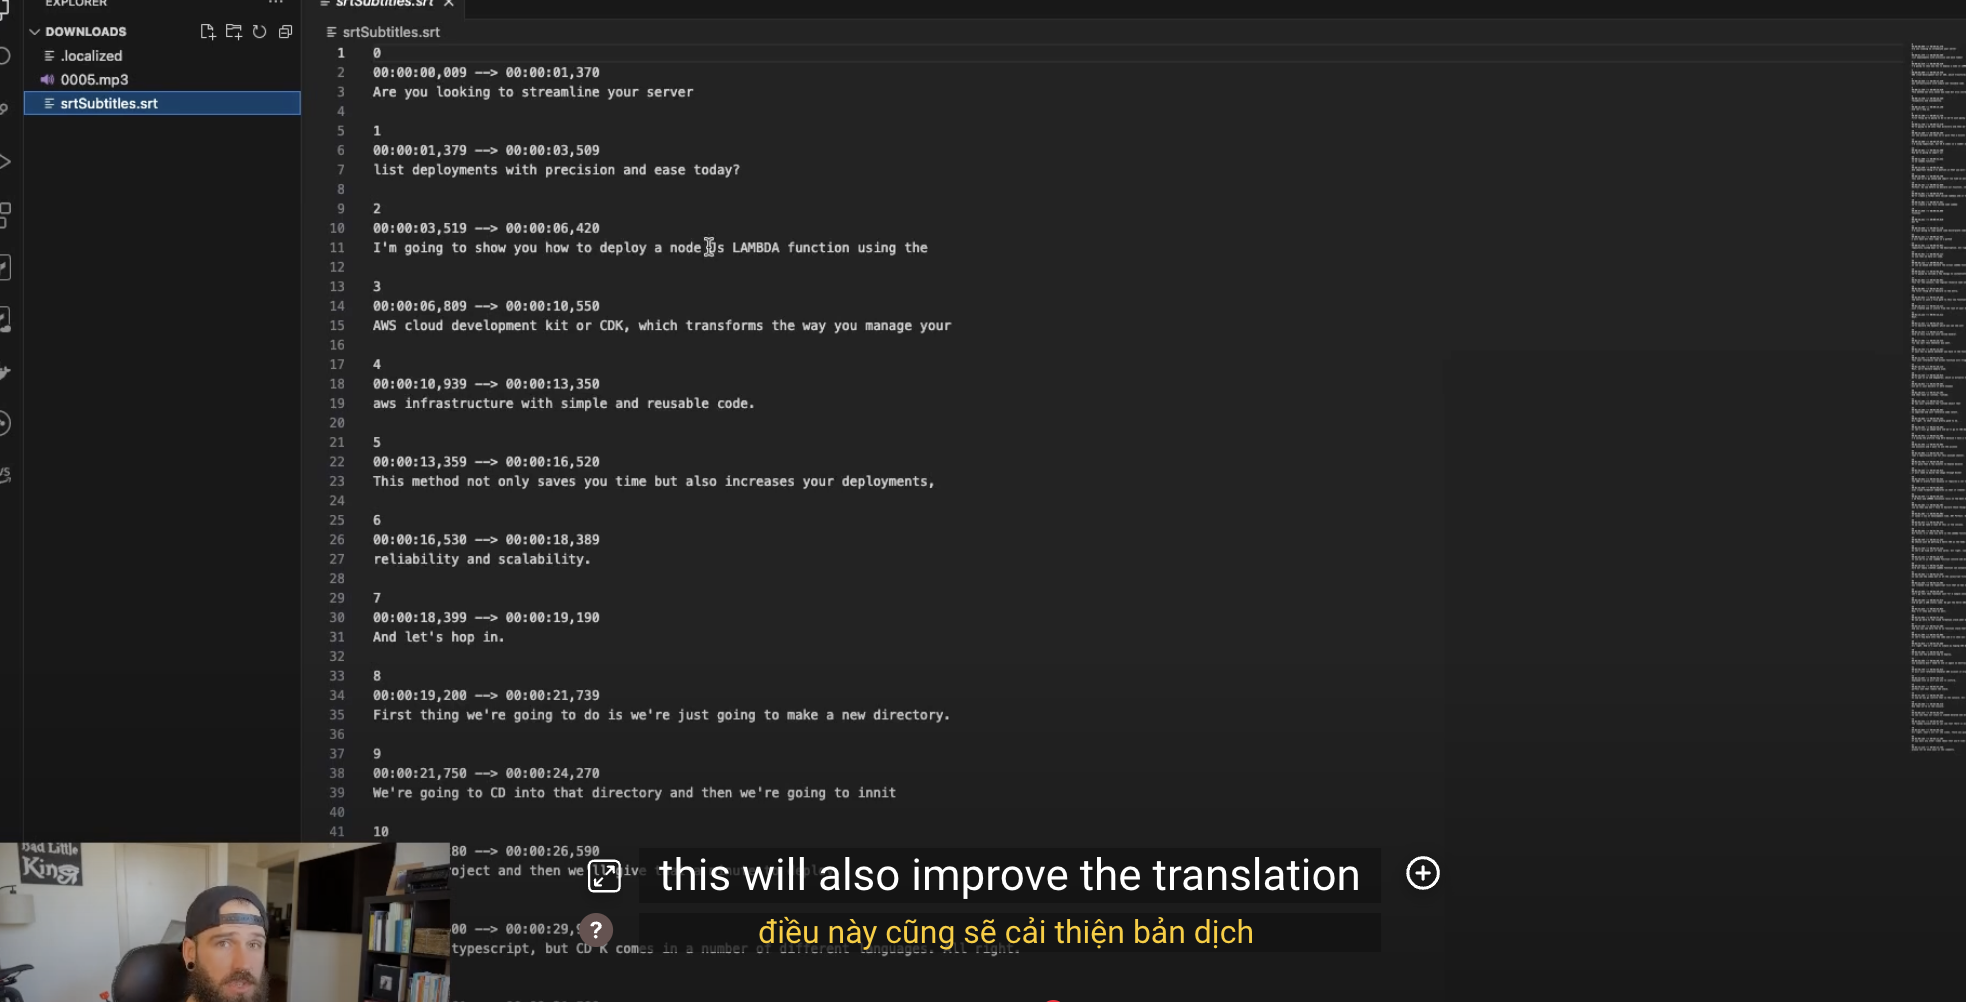 EXPLORER
srtSubtitles.srt
DOWNLOADS
srtSubtitles.srt
.localized
0005.mp3
srtSubtitles.srt
1 0
2 00:00:00,009 --> 00:00:01,370
3 Are you looking to streamline your server
4
5 1
6 00:00:01,379 --> 00:00:03,509
7 list deployments with precision and ease today?
8
9 2
10 00:00:03,519 --> 00:00:06,420
11 I'm going to show you how to deploy a node Js LAMBDA function using the
12
13 3
14 00:00:06,809 --> 00:00:10,550
15 AWS cloud development kit or CDK, which transforms the way you manage your
16
17 4
18 00:00:10,939 --> 00:00:13,350
19 aws infrastructure with simple and reusable code.
20
21 5
22 00:00:13,359 --> 00:00:16,520
23 This method not only saves you time but also increases your deployments,
24
25 6
26 00:00:16,530 --> 00:00:18,389
27 reliability and scalability.
28
29 7
30 00:00:18,399 --> 00:00:19,190
31 And let's hop in.
32
33 8
34 00:00:19,200 --> 00:00:21,739
35 First thing we're going to do is we're just going to make a new directory.
36
37 9
38 00:00:21,750 --> 00:00:24,270
39 We're going to CD into that directory and then we're going to innit
40
41 10
80 --> 00:00:26,590
oject and then we'll give
this will also improve the translation
điều này cũng sẽ cải thiện bản dịch
00 --> 00:00:29,
typescript, but CD K comes in a number of different languages. All right.
Bad Little
King